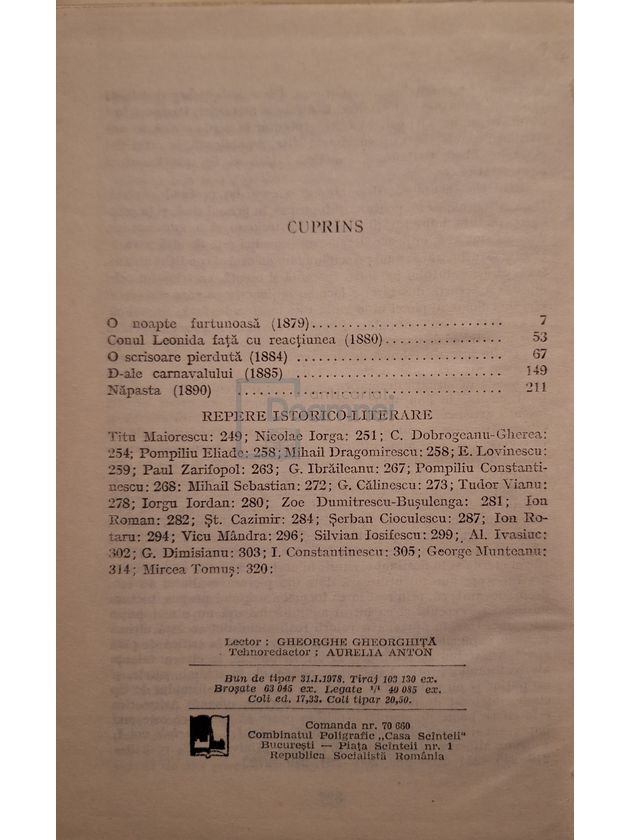 CUPRINS
O noapte furtunoasă (1879).......................... 7
Conul Leonida față cu reacțiunea (1880)................ 53
O scrisoare pierdută (1884) .......................... 67
D-ale carnavalului (1885) .......................... 149
Năpasta (1890) .......................... 211
REPERE ISTORICO-LITERARE
Titu Maiorescu: 249; Nicolae Iorga: 251; C. Dobrogeanu-Gherea:
254; Pompiliu Eliade: 258; Mihail Dragomirescu: 258; E. Lovinescu:
259; Paul Zarifopol: 263; G. Ibrăileanu: 267; Pompiliu Constanti-
nescu: 268: Mihail Sebastian: 272; G. Călinescu: 273; Tudor Vianu:
278; Iorgu Iordan: 280; Zoe Dumitrescu-Bușulenga: 281; Ion
Roman: 282; Șt. Cazimir: 284; Șerban Cioculescu: 287; Ion Ro-
taru: 294; Vicu Mândra: 296; Silvian Iosifescu: 299; Al. Ivasiuc:
302; G. Dimisianu: 303; I. Constantinescu: 305; George Munteanu:
314; Mircea Tomuș: 320:
Lector : GHEORGHE GHEORGHIȚĂ
Tehnoredactor : AURELIA ANTON
Bun de tipar 31.I.1978. Tiraj 103 130 ex.
Broșate 63 045 ex. Legate 1/1 40 085 ex.
Coli ed. 17,33. Coli tipar 20,50.
Comanda nr. 70 660
Combinatul Poligrafic „Casa Scînteii"
București — Piața Scînteii nr. 1
Republica Socialistă România